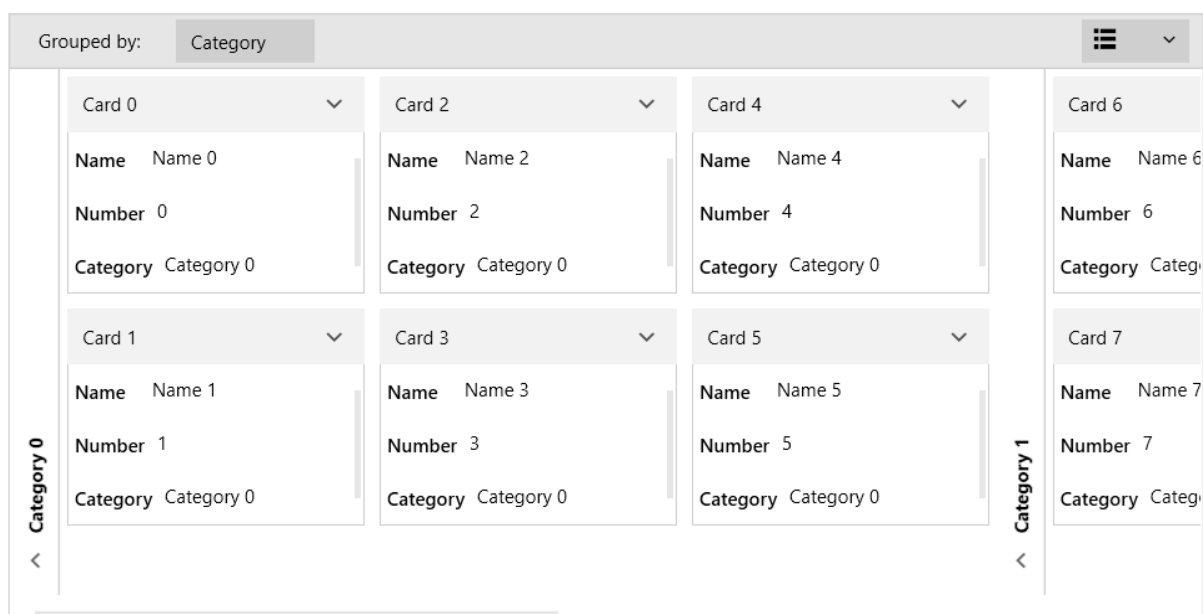 Grouped by: Category
Card 0
Name Name 0
Number 0
Category Category 0
Card 2
Name Name 2
Number 2
Category Category 0
Card 4
Name Name 4
Number 4
Category Category 0
Card 6
Name Name 6
Number 6
Category
Card 1
Name Name 1
Number 1
Category Category 0
Card 3
Name Name 3
Number 3
Category Category 0
Card 5
Name Name 5
Number 5
Category Category 0
Card 7
Name Name 7
Number 7
Category
Category 0
Category 1